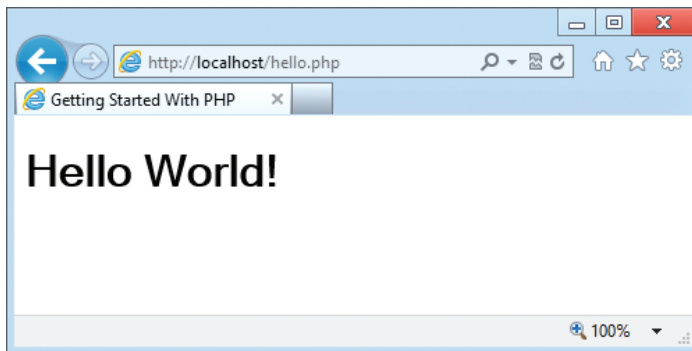 http://localhost/hello.php
Getting Started With PHP
Hello World!
100%